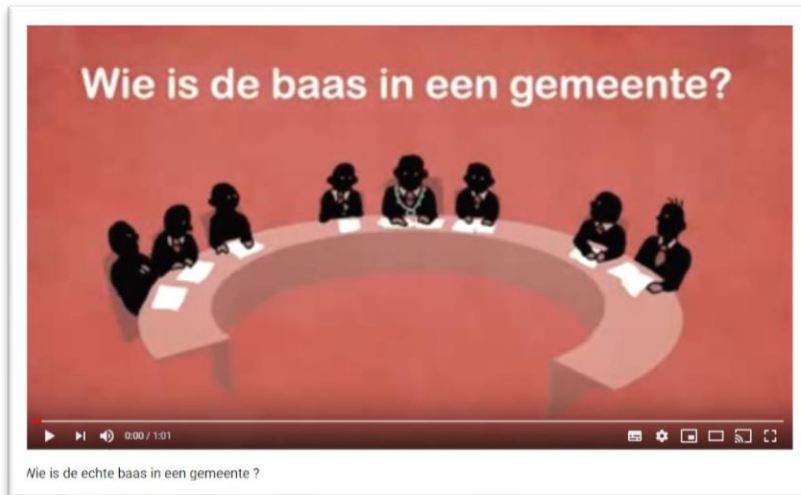 Wie is de baas in een gemeente?
0:00 / 1:01
Wie is de echte baas in een gemeente ?